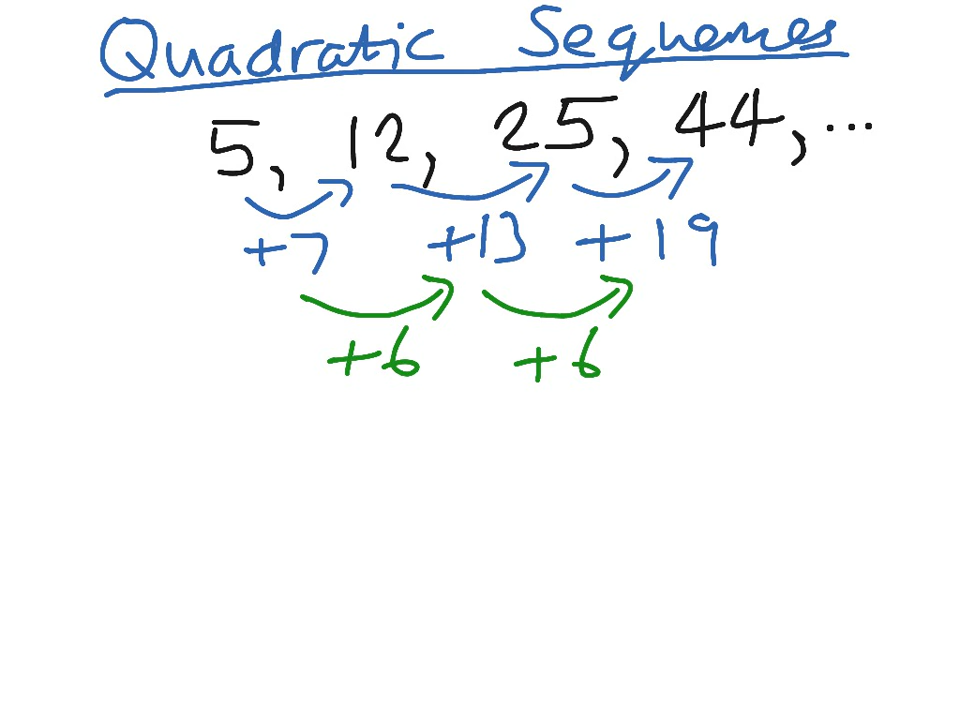 Quadratic Sequences
5, 12, 25, 44, ...
+7 +13 +19
+6 +6